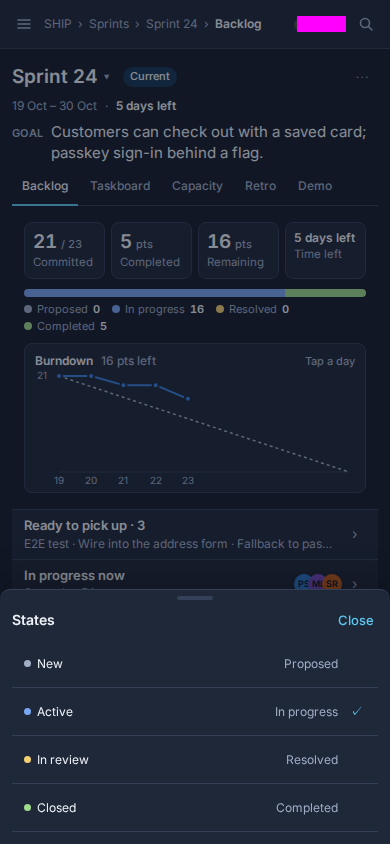 SHIP › Sprints › Sprint 24 › Backlog
Sprint 24 ▾ Current ...
19 Oct – 30 Oct · 5 days left
GOAL Customers can check out with a saved card;
passkey sign-in behind a flag.
Backlog Taskboard Capacity Retro Demo
21 / 23 5 pts 16 pts 5 days left
Committed Completed Remaining Time left
Proposed 0 In progress 16 Resolved 0
Completed 5
Burndown 16 pts left Tap a day
21
19 20 21 22 23
Ready to pick up · 3
E2E test · Wire into the address form · Fallback to pas...
In progress now
PS SR
States Close
New Proposed
Active In progress ✓
In review Resolved
Closed Completed